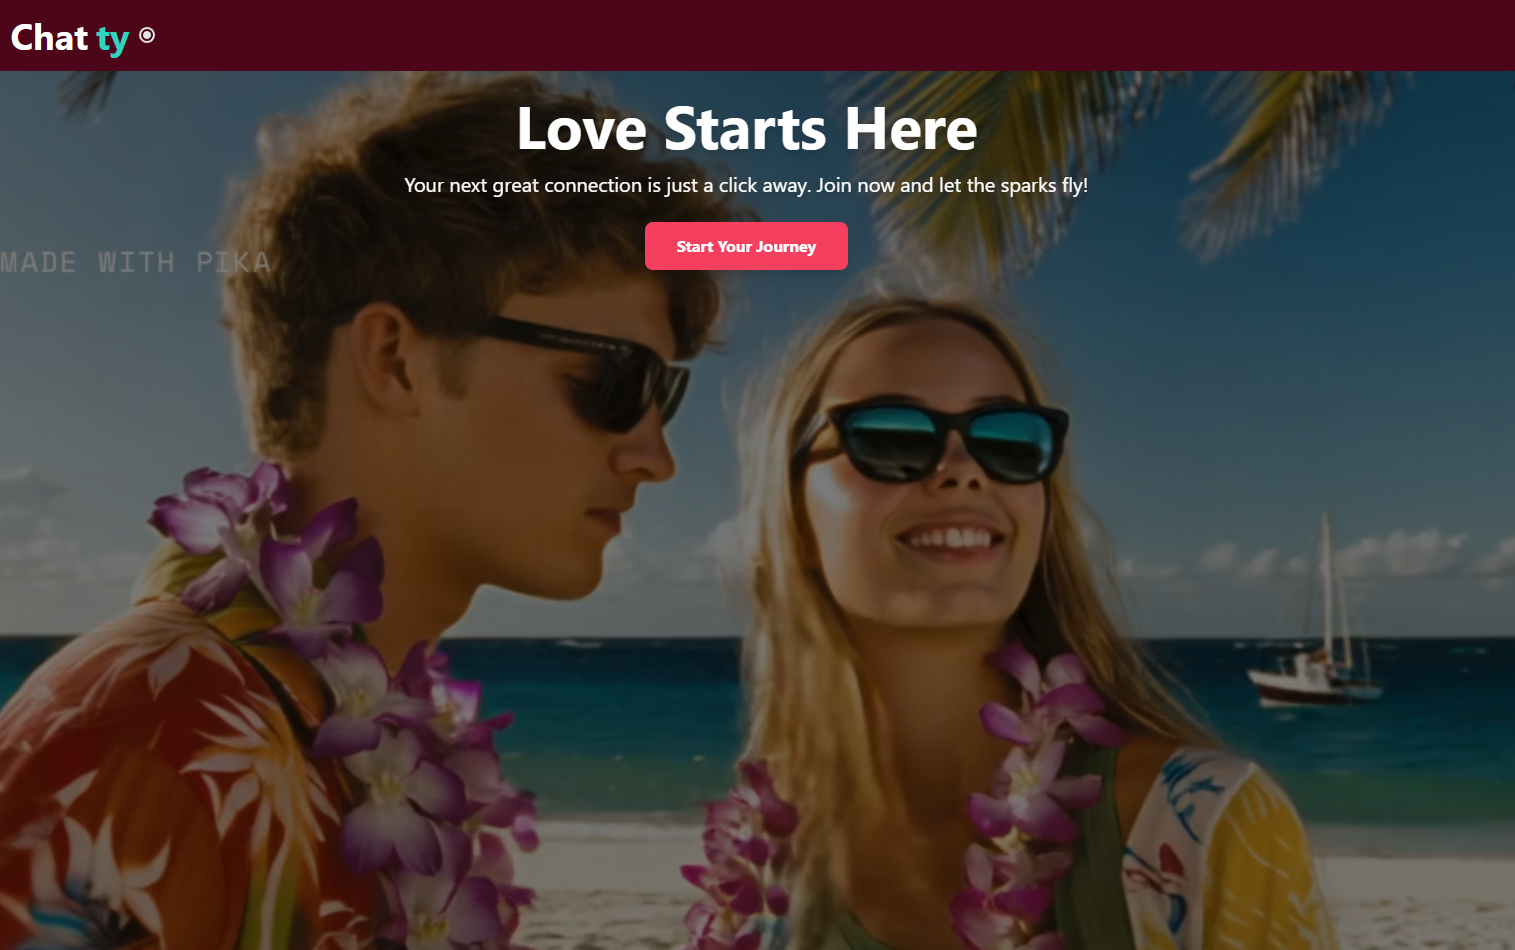 Chat ty
Love Starts Here
Your next great connection is just a click away. Join now and let the sparks fly!
Start Your Journey
MADE WITH PIKA